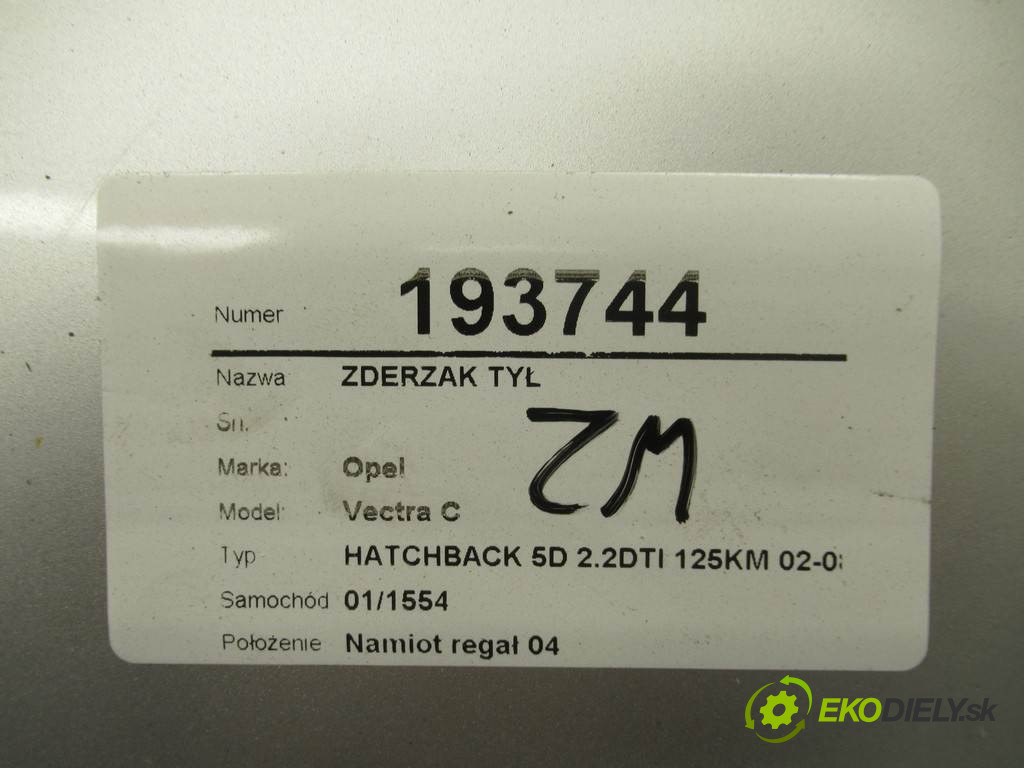 Numer 193744
Nazwa ZDERZAK TYŁ
Sn.
ZM
Marka: Opel
Model: Vectra C
Typ HATCHBACK 5D 2.2DTI 125KM 02-08
Samochód 01/1554
Położenie Namiot regał 04
EKODIELY.sk